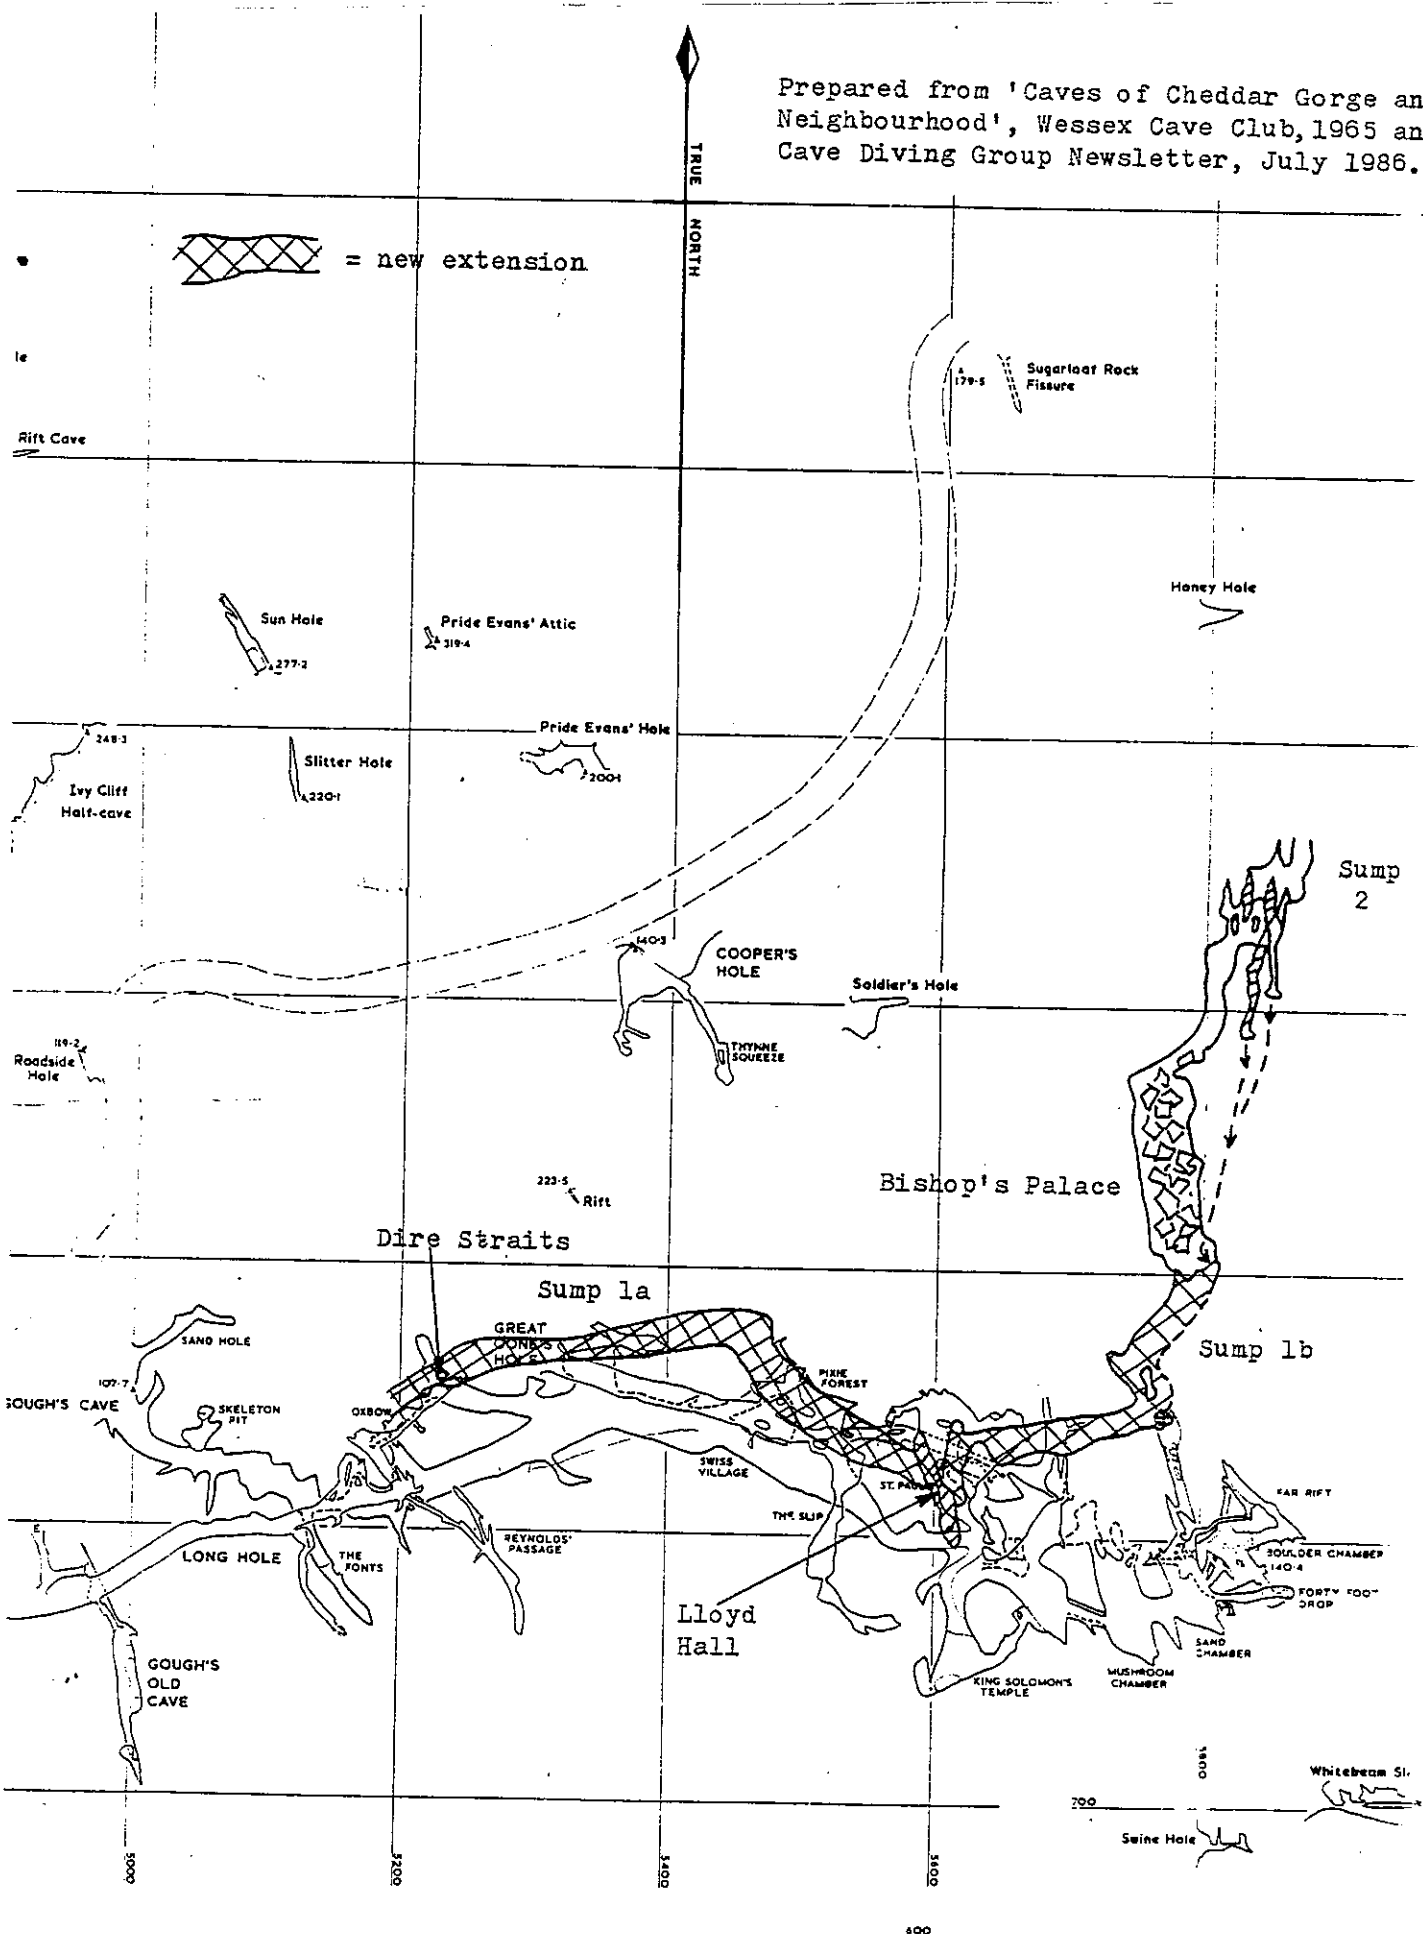 Prepared from 'Caves of Cheddar Gorge an
Neighbourhood', Wessex Cave Club, 1965 an
Cave Diving Group Newsletter, July 1986.
TRUE NORTH
= new extension
le
Rift Cave
179·5
Sugarloaf Rock
Fissure
Honey Hole
Sun Hole
277·2
Pride Evans' Attic
319·4
248·3
Ivy Cliff
Half-cave
Slitter Hole
220·1
Pride Evans' Hole
200·1
Sump
2
140·3
COOPER'S
HOLE
Soldier's Hole
THYNNE
SQUEEZE
119·2
Roadside
Hole
Bishop's Palace
223·5
Rift
Dire Straits
Sump 1a
SAND HOLE
GREAT
HOLE
Sump 1b
107·7
GOUGH'S CAVE
SKELETON
PIT
OXBOW
PIXIE
FOREST
SWISS
VILLAGE
ST. PAUL
FAR RIFT
THE SLIP
LONG HOLE
THE
FONTS
REYNOLDS'
PASSAGE
BOULDER CHAMBER
140·4
FORTY FOOT
DROP
Lloyd
Hall
SAND
CHAMBER
GOUGH'S
OLD
CAVE
KING SOLOMON'S
TEMPLE
MUSHROOM
CHAMBER
5800
Whitebeam Sl
700
Swine Hole
5000
5200
5400
5600
600